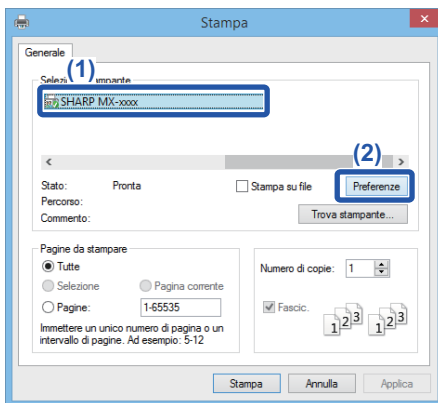 Stampa
Generale
(1)
Selezi mpante
SHARP MX-xxxx
(2)
Stato: Pronta
Stampa su file
Preferenze
Percorso:
Commento:
Trova stampante...
Pagine da stampare
Tutte
Selezione
Pagina corrente
Pagine: 1-65535
Immettere un unico numero di pagina o un
intervallo di pagine. Ad esempio: 5-12
Numero di copie: 1
Fascic.
1 2 3 1 2 3
Stampa Annulla Applica